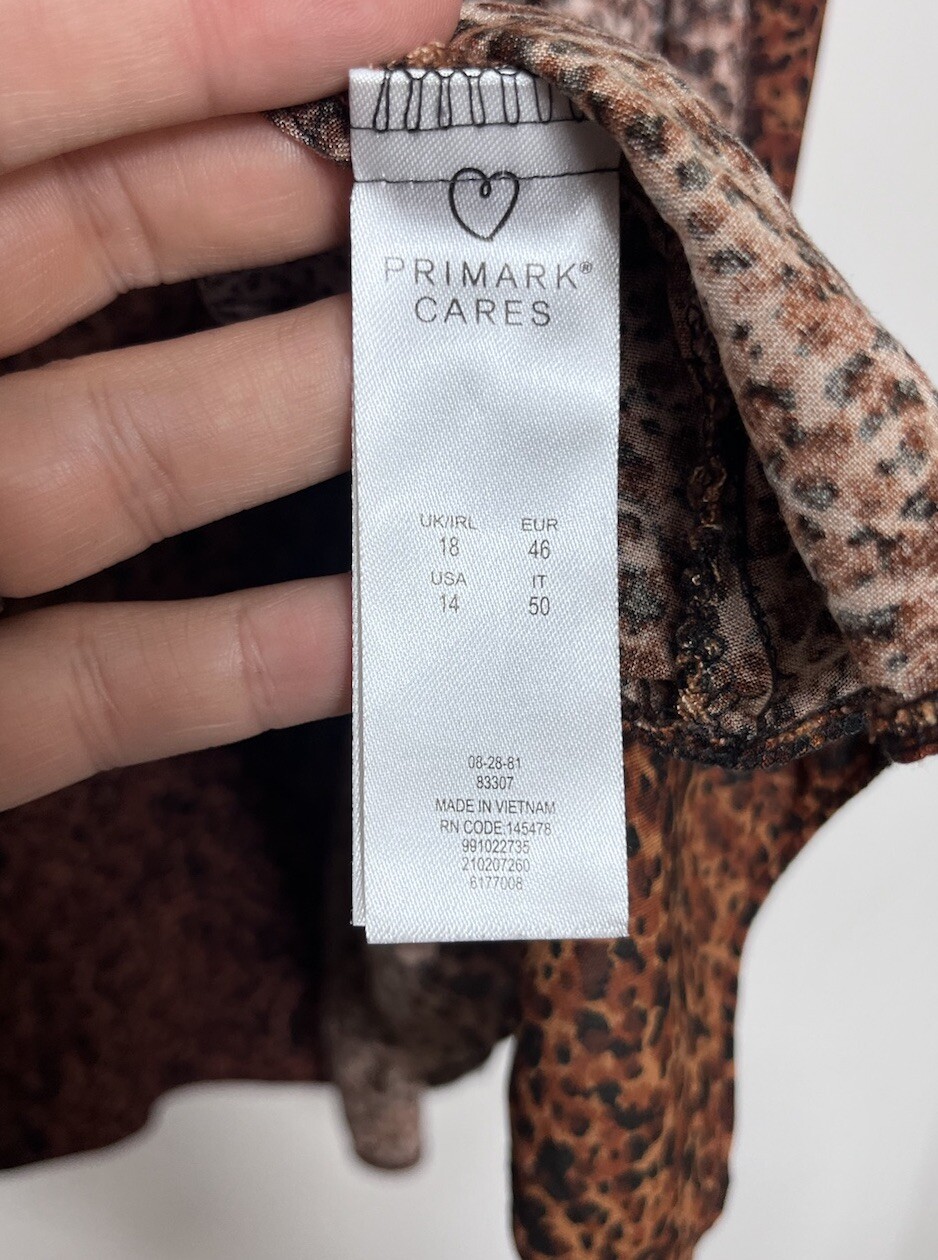 PRIMARK®
CARES
UK/IRL EUR
18 46
USA IT
14 50
08-28-81
83307
MADE IN VIETNAM
RN CODE:145478
991022735
210207260
6177008